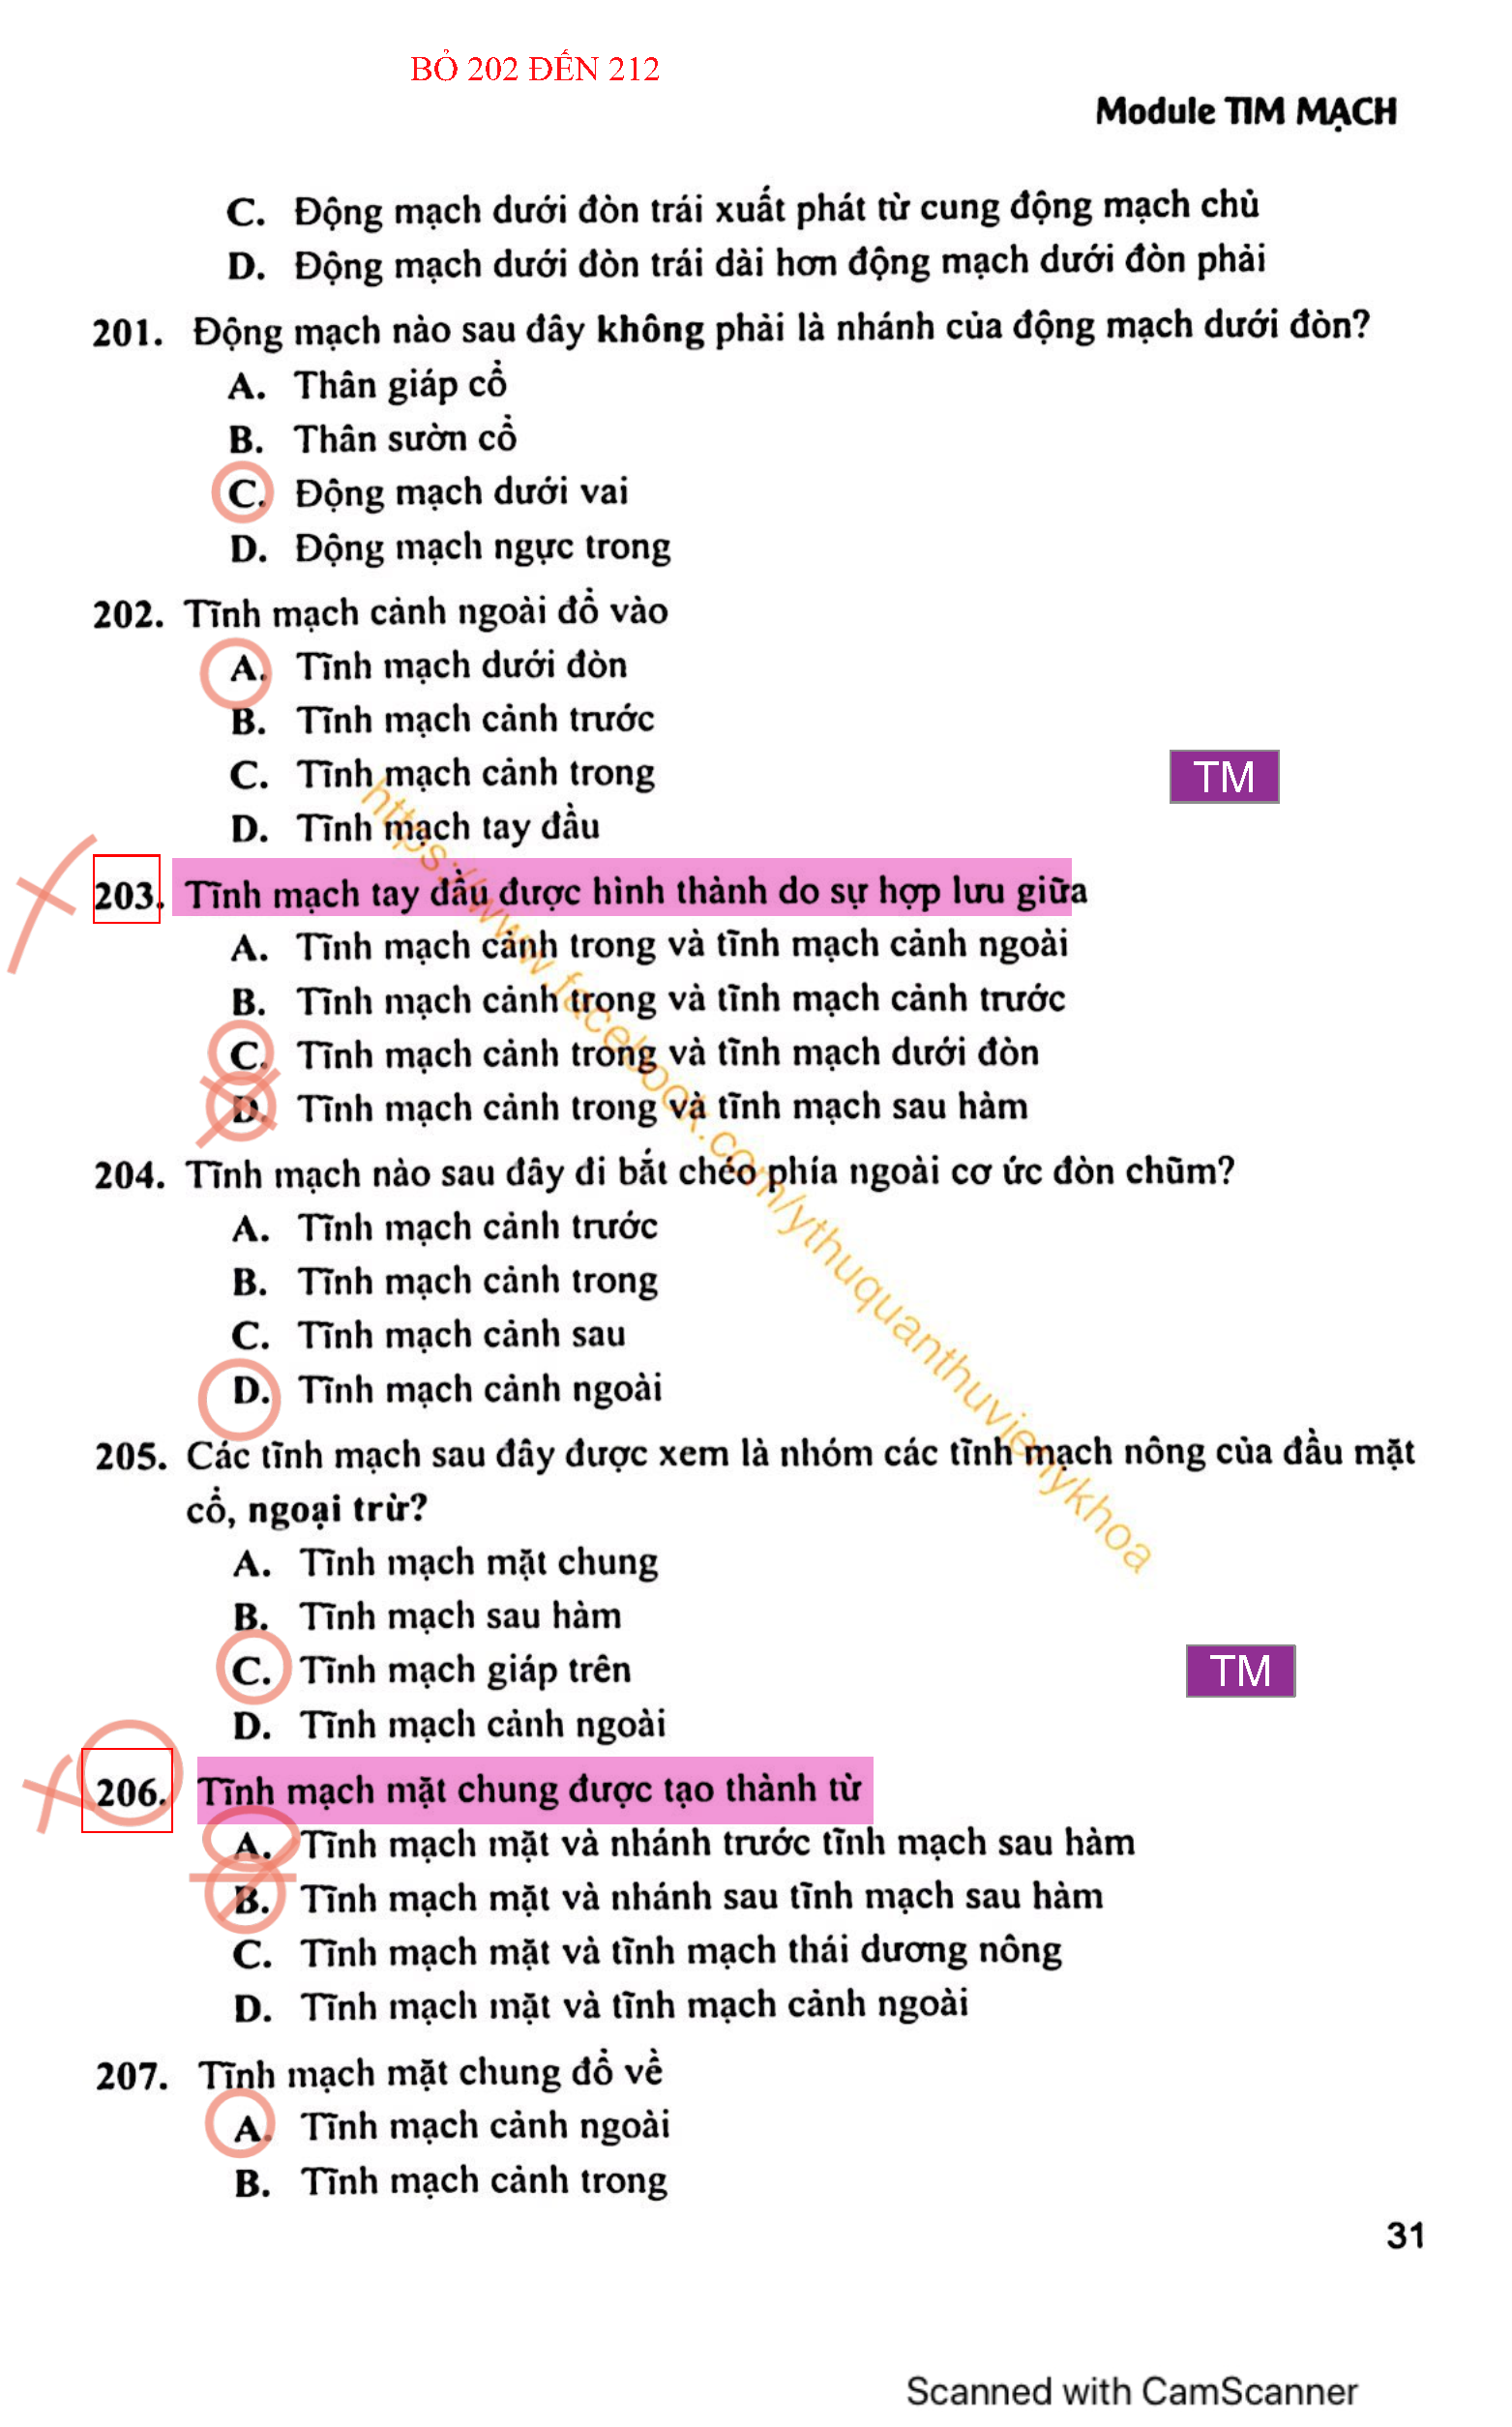 BỎ 202 ĐẾN 212
Module TIM MẠCH
C. Động mạch dưới đòn trái xuất phát từ cung động mạch chủ
D. Động mạch dưới đòn trái dài hơn động mạch dưới đòn phải
201. Động mạch nào sau đây không phải là nhánh của động mạch dưới đòn?
A. Thân giáp cổ
B. Thân sườn cổ
C. Động mạch dưới vai
D. Động mạch ngực trong
202. Tĩnh mạch cảnh ngoài đổ vào
A. Tĩnh mạch dưới đòn
B. Tĩnh mạch cảnh trước
C. Tĩnh mạch cảnh trong
TM
D. Tĩnh mạch tay đầu
203. Tĩnh mạch tay đầu được hình thành do sự hợp lưu giữa
A. Tĩnh mạch cảnh trong và tĩnh mạch cảnh ngoài
B. Tĩnh mạch cảnh trong và tĩnh mạch cảnh trước
C. Tĩnh mạch cảnh trong và tĩnh mạch dưới đòn
D. Tĩnh mạch cảnh trong và tĩnh mạch sau hàm
204. Tĩnh mạch nào sau đây đi bắt chéo phía ngoài cơ ức đòn chũm?
A. Tĩnh mạch cảnh trước
B. Tĩnh mạch cảnh trong
C. Tĩnh mạch cảnh sau
D. Tĩnh mạch cảnh ngoài
https://www.facebook.com/ythuquanthuvienykhoa
205. Các tĩnh mạch sau đây được xem là nhóm các tĩnh mạch nông của đầu mặt
cổ, ngoại trừ?
A. Tĩnh mạch mặt chung
B. Tĩnh mạch sau hàm
C. Tĩnh mạch giáp trên
TM
D. Tĩnh mạch cảnh ngoài
206. Tĩnh mạch mặt chung được tạo thành từ
A. Tĩnh mạch mặt và nhánh trước tĩnh mạch sau hàm
B. Tĩnh mạch mặt và nhánh sau tĩnh mạch sau hàm
C. Tĩnh mạch mặt và tĩnh mạch thái dương nông
D. Tĩnh mạch mặt và tĩnh mạch cảnh ngoài
207. Tĩnh mạch mặt chung đổ về
A. Tĩnh mạch cảnh ngoài
B. Tĩnh mạch cảnh trong
31
Scanned with CamScanner